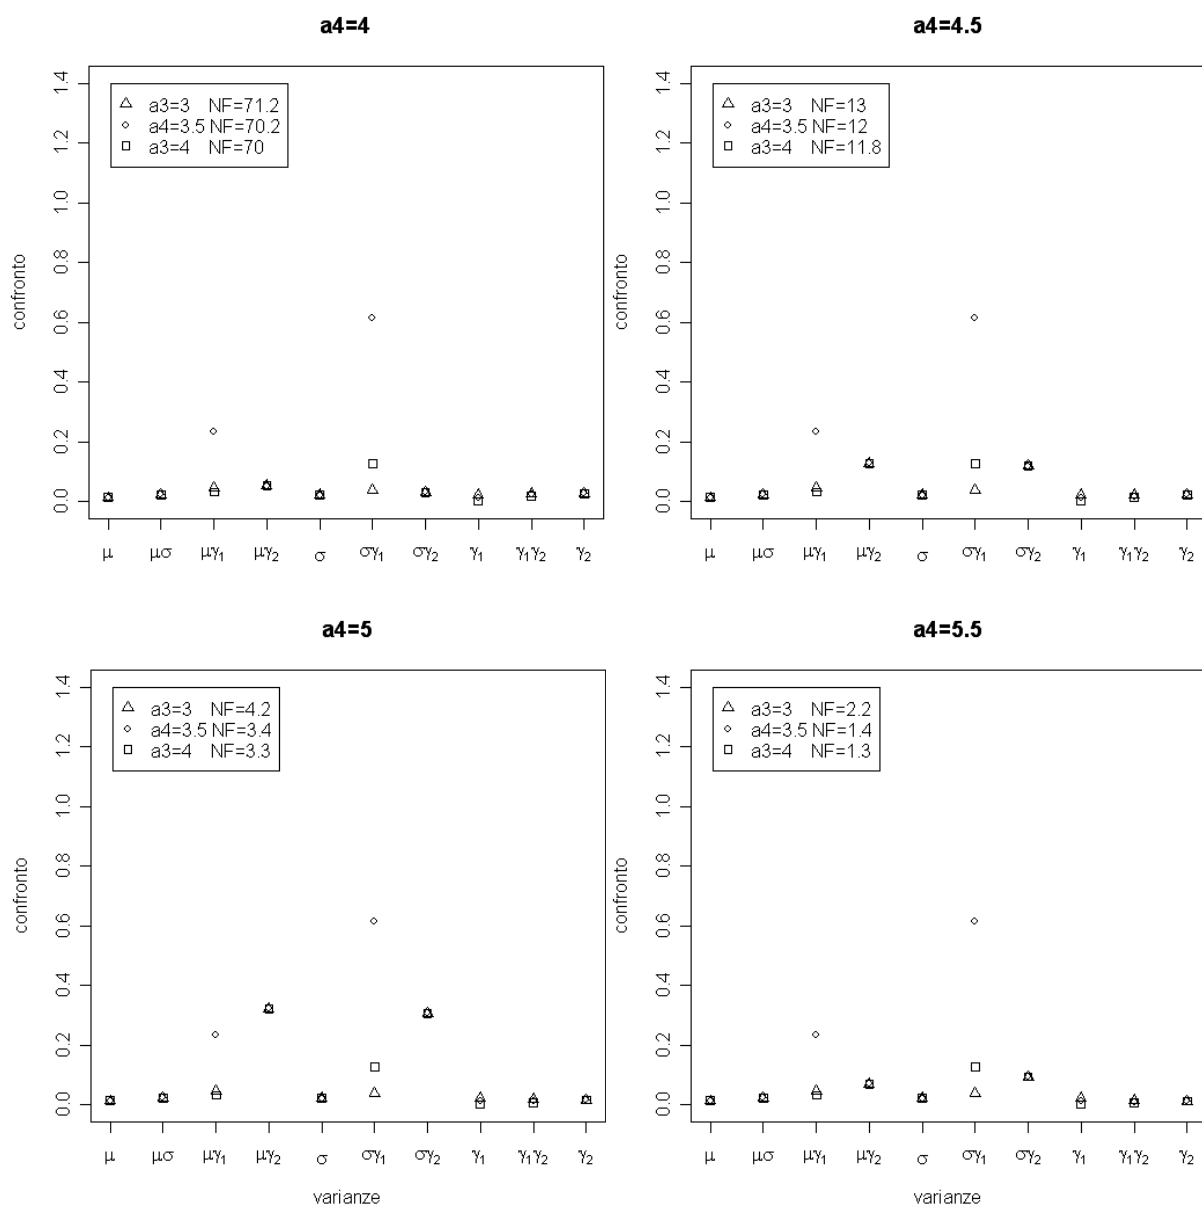 a4=4
a3=3 NF=71.2
a4=3.5 NF=70.2
a3=4 NF=70
confronto
1.4
1.2
1.0
0.8
0.6
0.4
0.2
0.0
μ μσ μγ1 μγ2 σ σγ1 σγ2 γ1 γ1γ2 γ2
a4=4.5
a3=3 NF=13
a4=3.5 NF=12
a3=4 NF=11.8
confronto
1.4
1.2
1.0
0.8
0.6
0.4
0.2
0.0
μ μσ μγ1 μγ2 σ σγ1 σγ2 γ1 γ1γ2 γ2
a4=5
a3=3 NF=4.2
a4=3.5 NF=3.4
a3=4 NF=3.3
confronto
1.4
1.2
1.0
0.8
0.6
0.4
0.2
0.0
μ μσ μγ1 μγ2 σ σγ1 σγ2 γ1 γ1γ2 γ2
varianze
a4=5.5
a3=3 NF=2.2
a4=3.5 NF=1.4
a3=4 NF=1.3
confronto
1.4
1.2
1.0
0.8
0.6
0.4
0.2
0.0
μ μσ μγ1 μγ2 σ σγ1 σγ2 γ1 γ1γ2 γ2
varianze